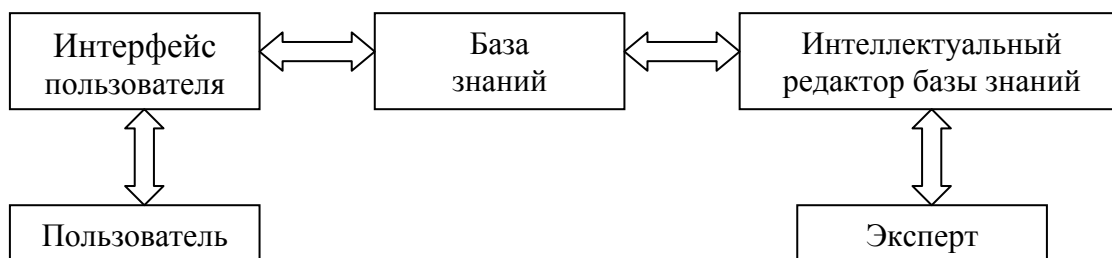 Интерфейс
пользователя
База
знаний
Интеллектуальный
редактор базы знаний
Пользователь
Эксперт